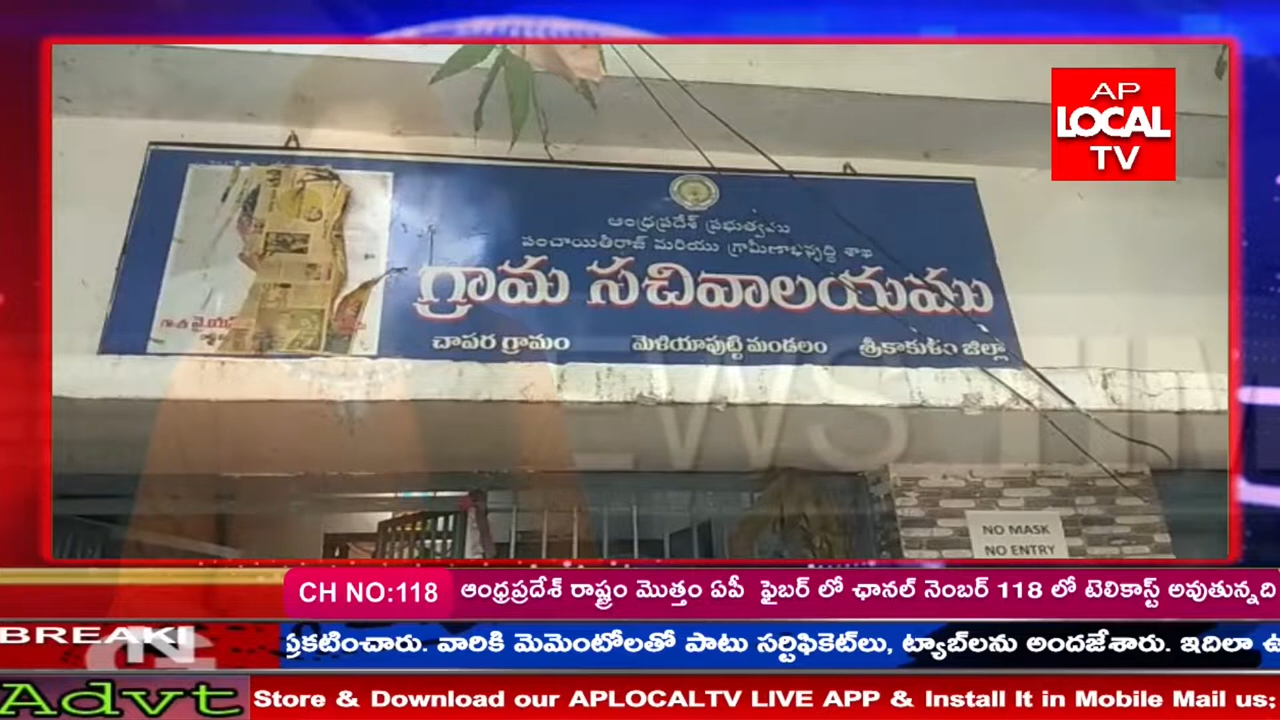 AP
LOCAL
TV
ఆంధ్రప్రదేశ్ ప్రభుత్వము
పంచాయితీరాజ్ మరియు గ్రామీణాభివృద్ధి శాఖ
గ్రామ సచివాలయము
చాపర గ్రామం మెళియాపుట్టి మండలం శ్రీకాకుళం జిల్లా
NO MASK
NO ENTRY
CH NO:118 ఆంధ్రప్రదేశ్ రాష్ట్రం మొత్తం ఏపీ ఫైబర్ లో ఛానల్ నెంబర్ 118 లో టెలికాస్ట్ అవుతున్నది
BREAKI
ప్రకటించారు. వారికి మెమెంటోలతో పాటు సర్టిఫికెట్‌లు, ట్యాబ్‌లను అందజేశారు. ఇదిలా ఉ
Advt Store & Download our APLOCALTV LIVE APP & Install It in Mobile Mail us: